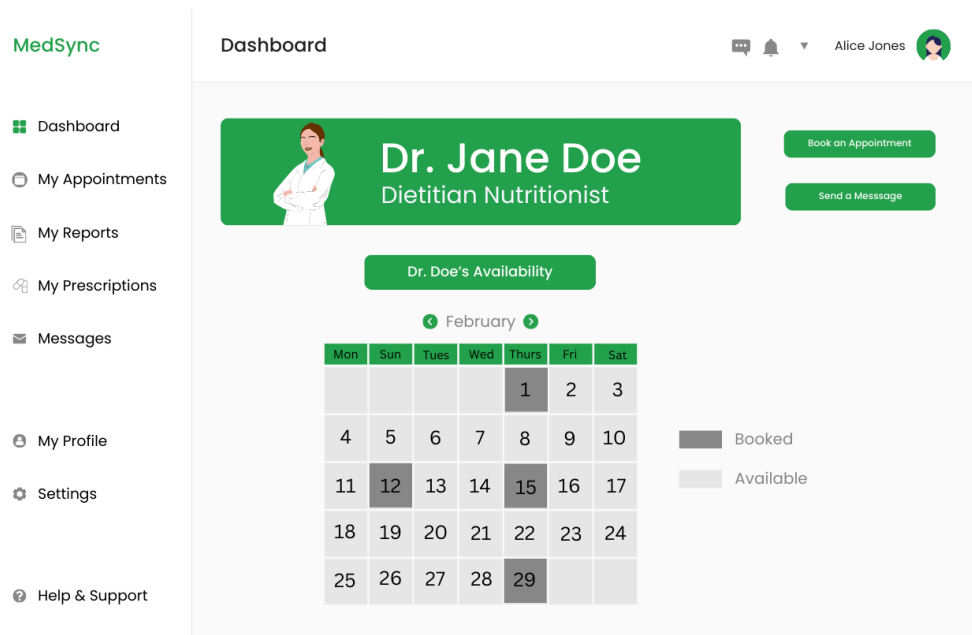 MedSync
Dashboard
Alice Jones
Dashboard
My Appointments
My Reports
My Prescriptions
Messages
My Profile
Settings
Help & Support
Dr. Jane Doe
Dietitian Nutritionist
Book an Appointment
Send a Messsage
Dr. Doe's Availability
February
Mon Sun Tues Wed Thurs Fri Sat
1 2 3
4 5 6 7 8 9 10
11 12 13 14 15 16 17
18 19 20 21 22 23 24
25 26 27 28 29
Booked
Available